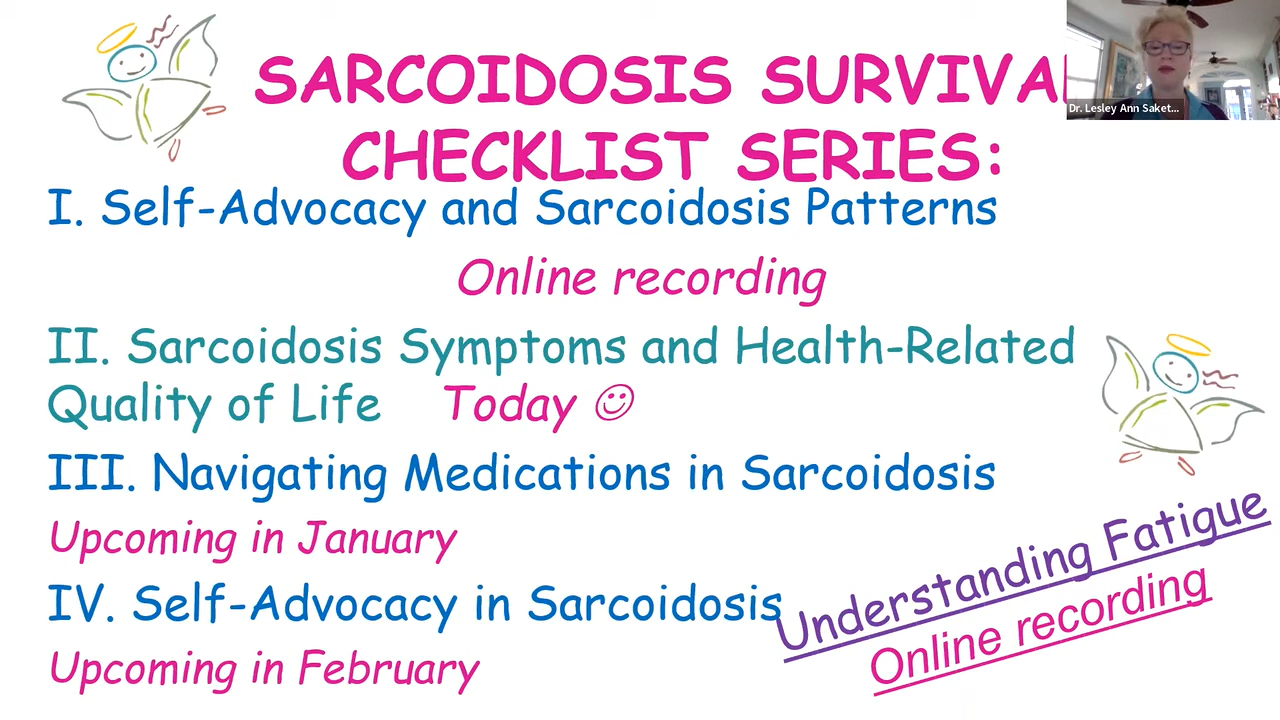 SARCOIDOSIS SURVIVAL
CHECKLIST SERIES:
Dr. Lesley Ann Saket...
I. Self-Advocacy and Sarcoidosis Patterns
Online recording
II. Sarcoidosis Symptoms and Health-Related
Quality of Life Today ☺
III. Navigating Medications in Sarcoidosis
Upcoming in January
IV. Self-Advocacy in Sarcoidosis
Upcoming in February
Understanding Fatigue
Online recording